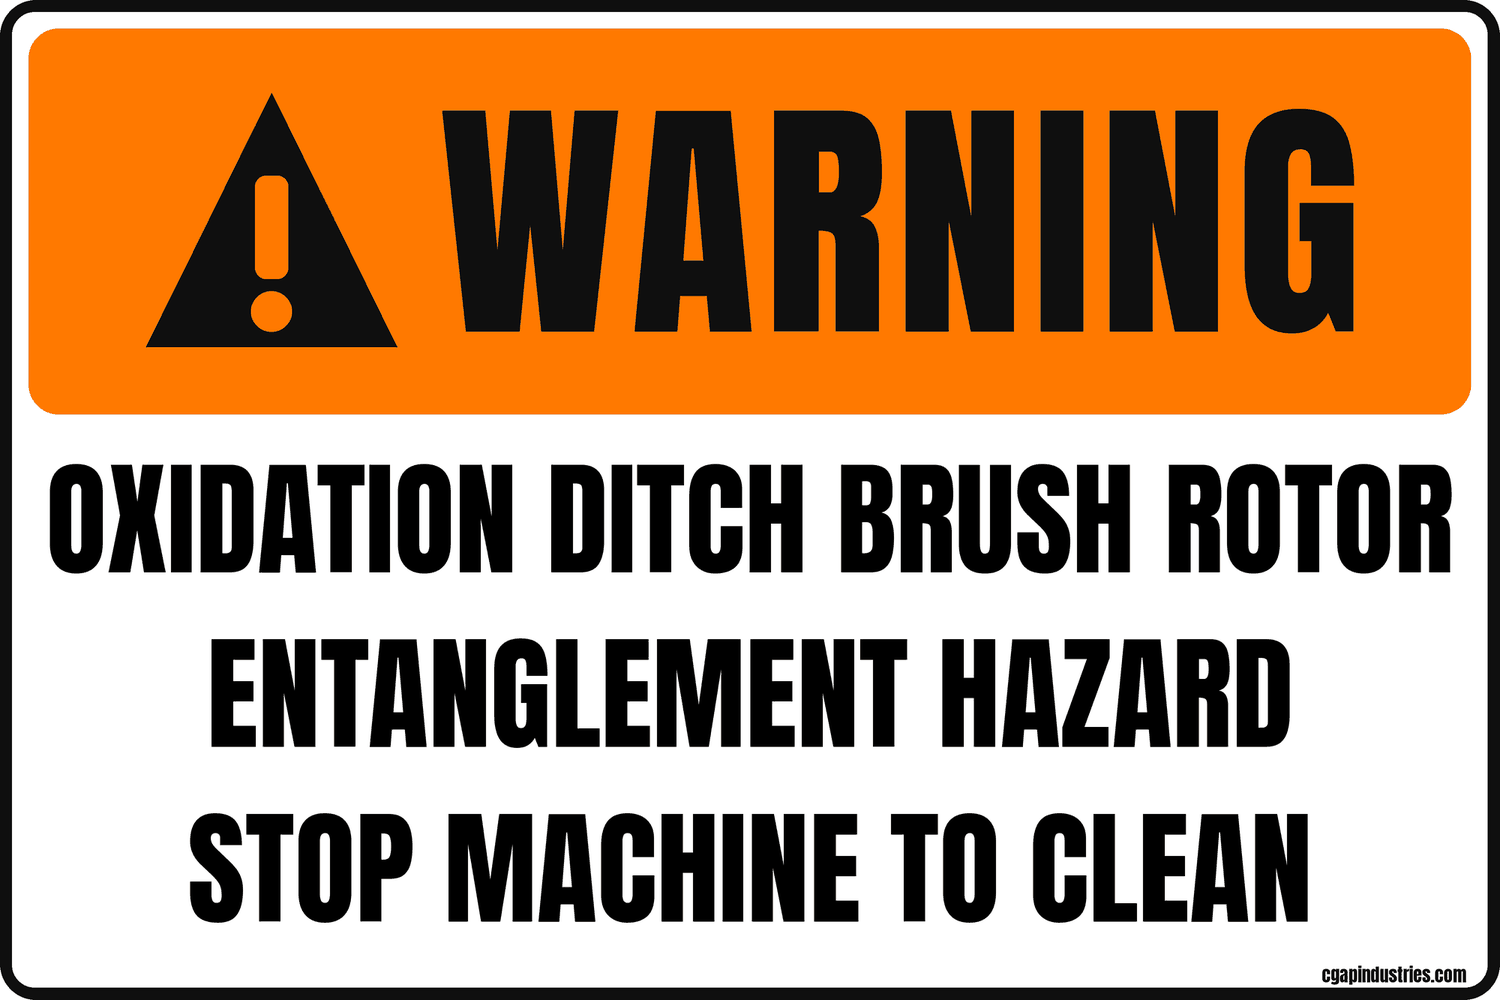 WARNING
OXIDATION DITCH BRUSH ROTOR
ENTANGLEMENT HAZARD
STOP MACHINE TO CLEAN
cgapindustries.com